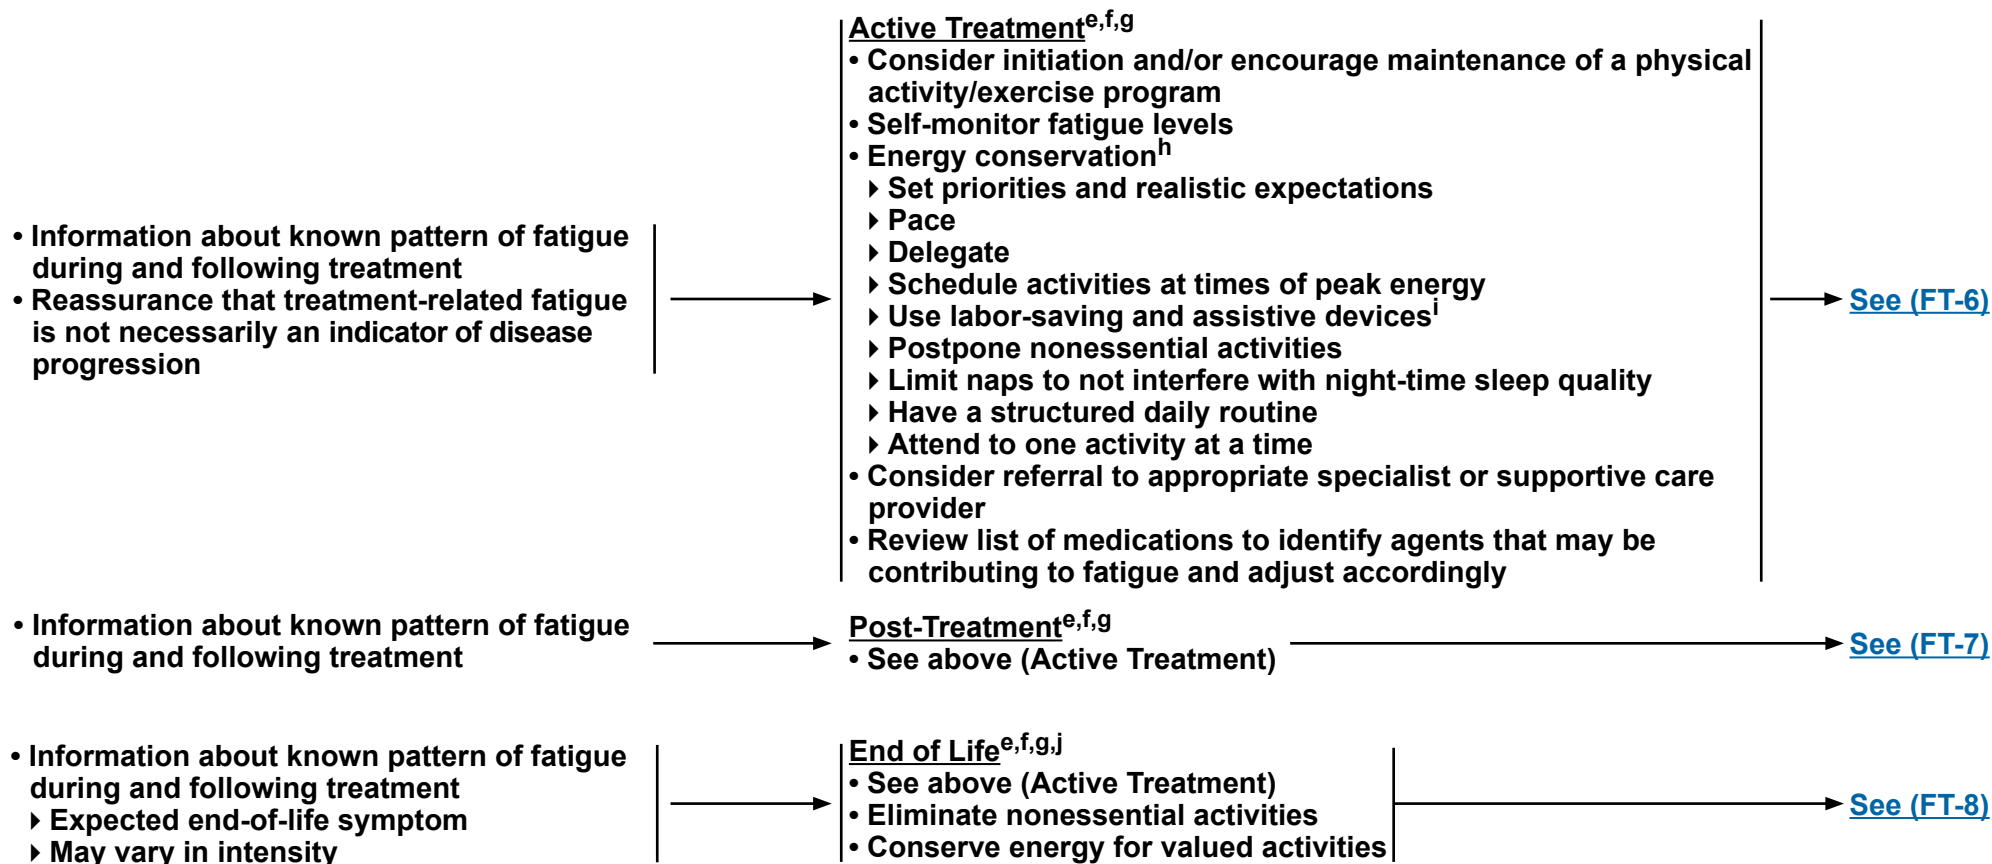 • Information about known pattern of fatigue
during and following treatment
• Reassurance that treatment-related fatigue
is not necessarily an indicator of disease
progression
Active Treatmente,f,g
• Consider initiation and/or encourage maintenance of a physical
activity/exercise program
• Self-monitor fatigue levels
• Energy conservationh
▸ Set priorities and realistic expectations
▸ Pace
▸ Delegate
▸ Schedule activities at times of peak energy
▸ Use labor-saving and assistive devicesi
▸ Postpone nonessential activities
▸ Limit naps to not interfere with night-time sleep quality
▸ Have a structured daily routine
▸ Attend to one activity at a time
• Consider referral to appropriate specialist or supportive care
provider
• Review list of medications to identify agents that may be
contributing to fatigue and adjust accordingly
See (FT-6)
• Information about known pattern of fatigue
during and following treatment
Post-Treatmente,f,g
• See above (Active Treatment)
See (FT-7)
• Information about known pattern of fatigue
during and following treatment
▸ Expected end-of-life symptom
▸ May vary in intensity
End of Lifee,f,g,j
• See above (Active Treatment)
• Eliminate nonessential activities
• Conserve energy for valued activities
See (FT-8)